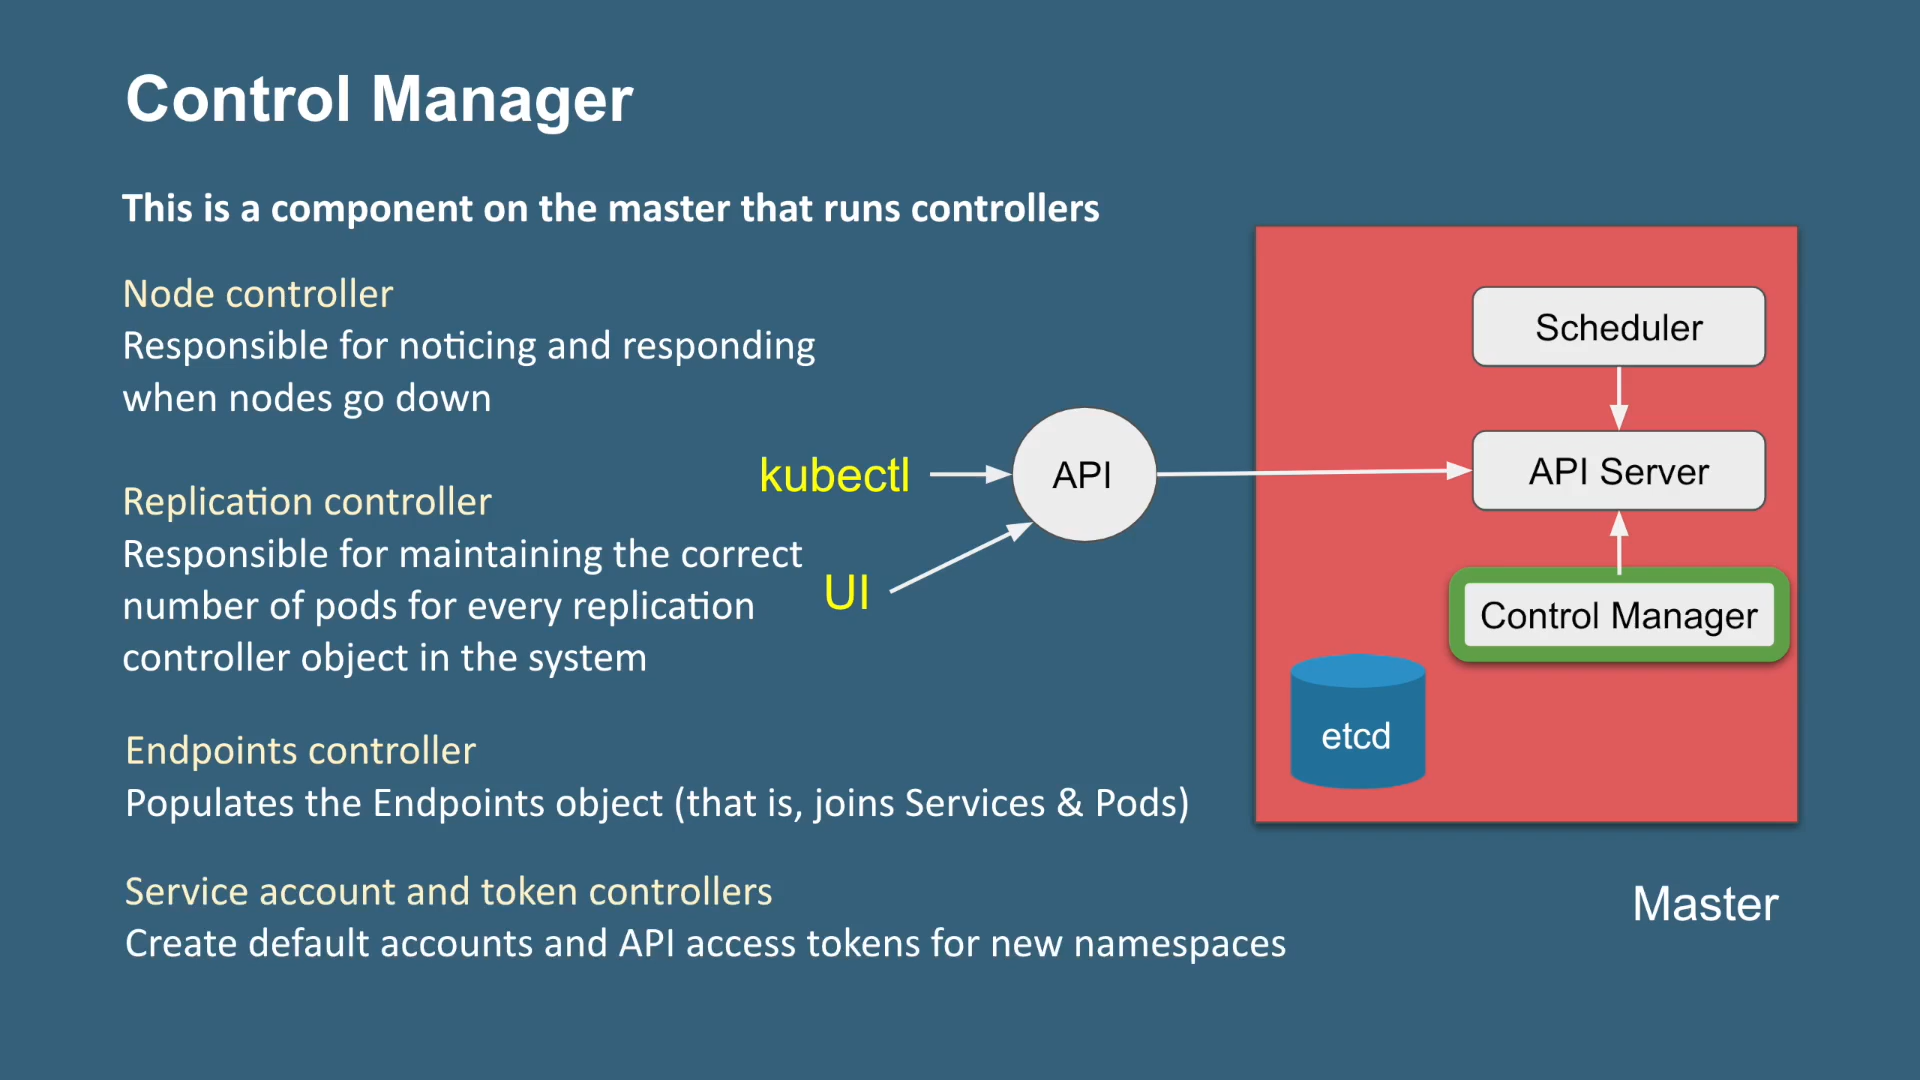 Control Manager
This is a component on the master that runs controllers
Node controller
Responsible for noticing and responding
when nodes go down
Replication controller
Responsible for maintaining the correct
number of pods for every replication
controller object in the system
Endpoints controller
Populates the Endpoints object (that is, joins Services & Pods)
Service account and token controllers
Create default accounts and API access tokens for new namespaces
kubectl
UI
API
Scheduler
API Server
Control Manager
etcd
Master